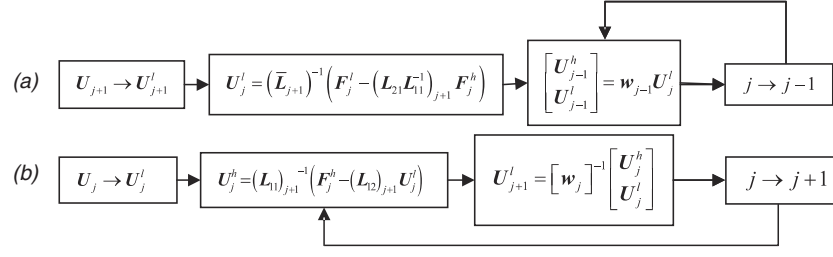 (a) U_{j+1} → U^l_{j+1} U^l_j = (L̅_{j+1})^{-1} (F^l_j − (L_{21} L^{-1}_{11})_{j+1} F^h_j) [U^h_{j-1} U^l_{j-1}] = w_{j-1} U^l_j j → j − 1
(b) U_j → U^l_j U^h_j = (L_{11})_{j+1}^{-1} (F^h_j − (L_{12})_{j+1} U^l_j) U^l_{j+1} = [w_j]^{-1} [U^h_j U^l_j] j → j + 1